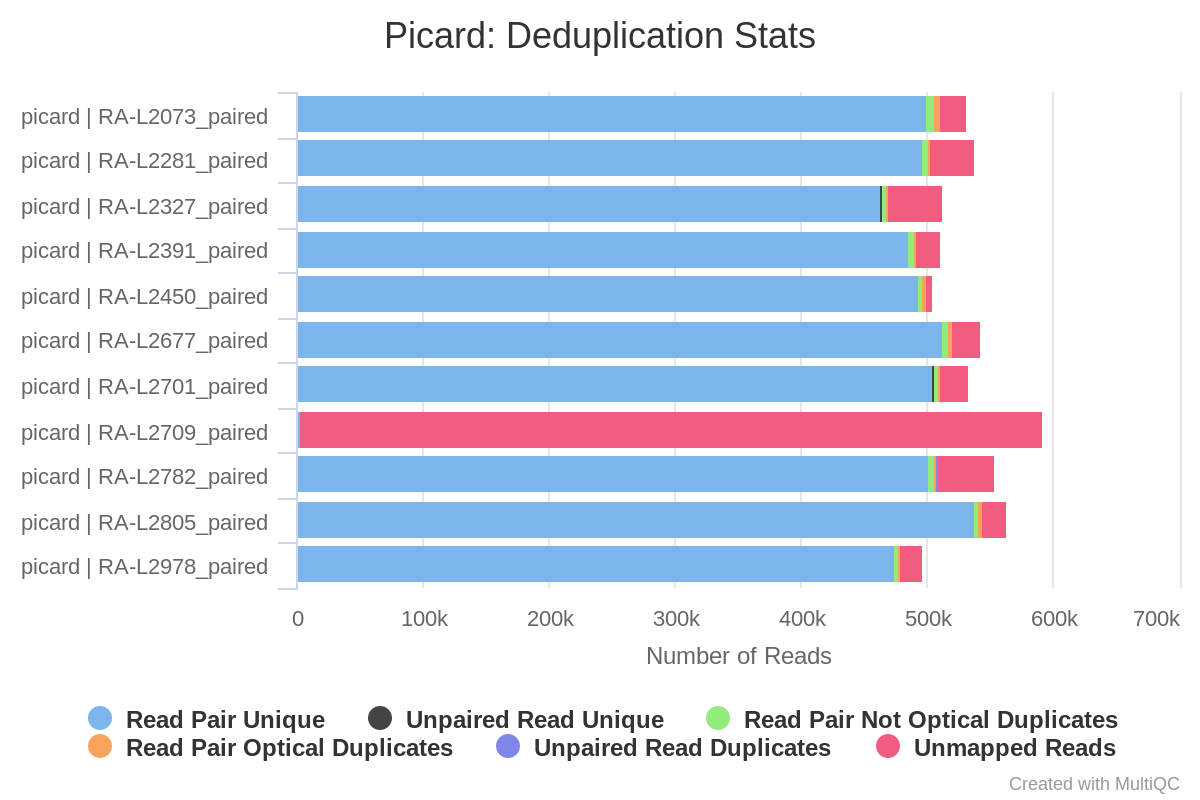 Picard: Deduplication Stats
picard | RA-L2073_paired
picard | RA-L2281_paired
picard | RA-L2327_paired
picard | RA-L2391_paired
picard | RA-L2450_paired
picard | RA-L2677_paired
picard | RA-L2701_paired
picard | RA-L2709_paired
picard | RA-L2782_paired
picard | RA-L2805_paired
picard | RA-L2978_paired
0 100k 200k 300k 400k 500k 600k 700k
Number of Reads
Read Pair Unique Unpaired Read Unique Read Pair Not Optical Duplicates
Read Pair Optical Duplicates Unpaired Read Duplicates Unmapped Reads
Created with MultiQC